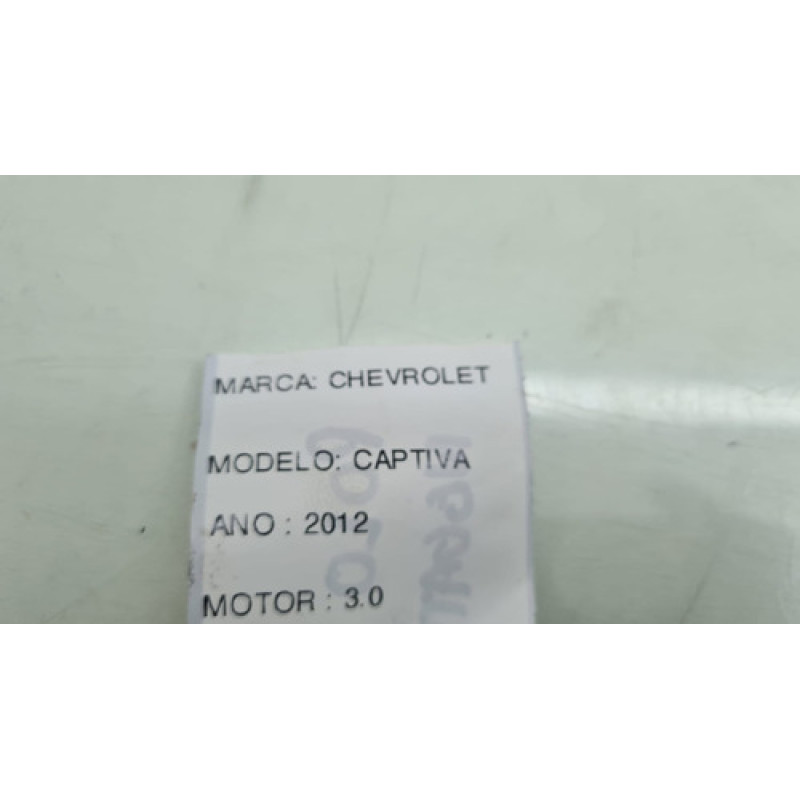 MARCA: CHEVROLET
MODELO: CAPTIVA
ANO : 2012
MOTOR : 3.0